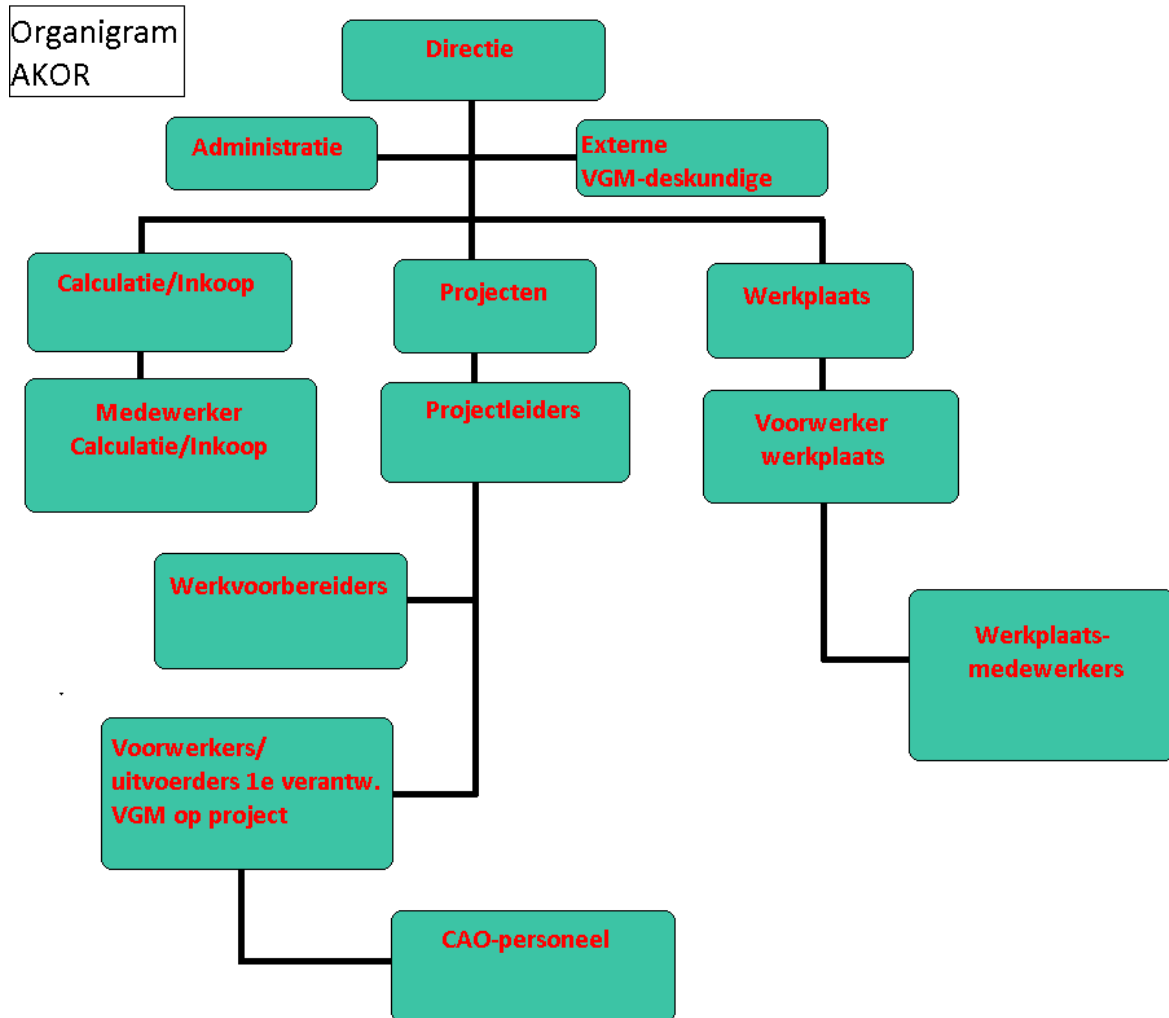 Organigram
AKOR
Directie
Administratie
Externe
VGM-deskundige
Calculatie/Inkoop
Projecten
Werkplaats
Medewerker
Calculatie/Inkoop
Projectleiders
Voorwerker
werkplaats
Werkvoorbereiders
Werkplaats-
medewerkers
Voorwerkers/
uitvoerders 1e verantw.
VGM op project
CAO-personeel